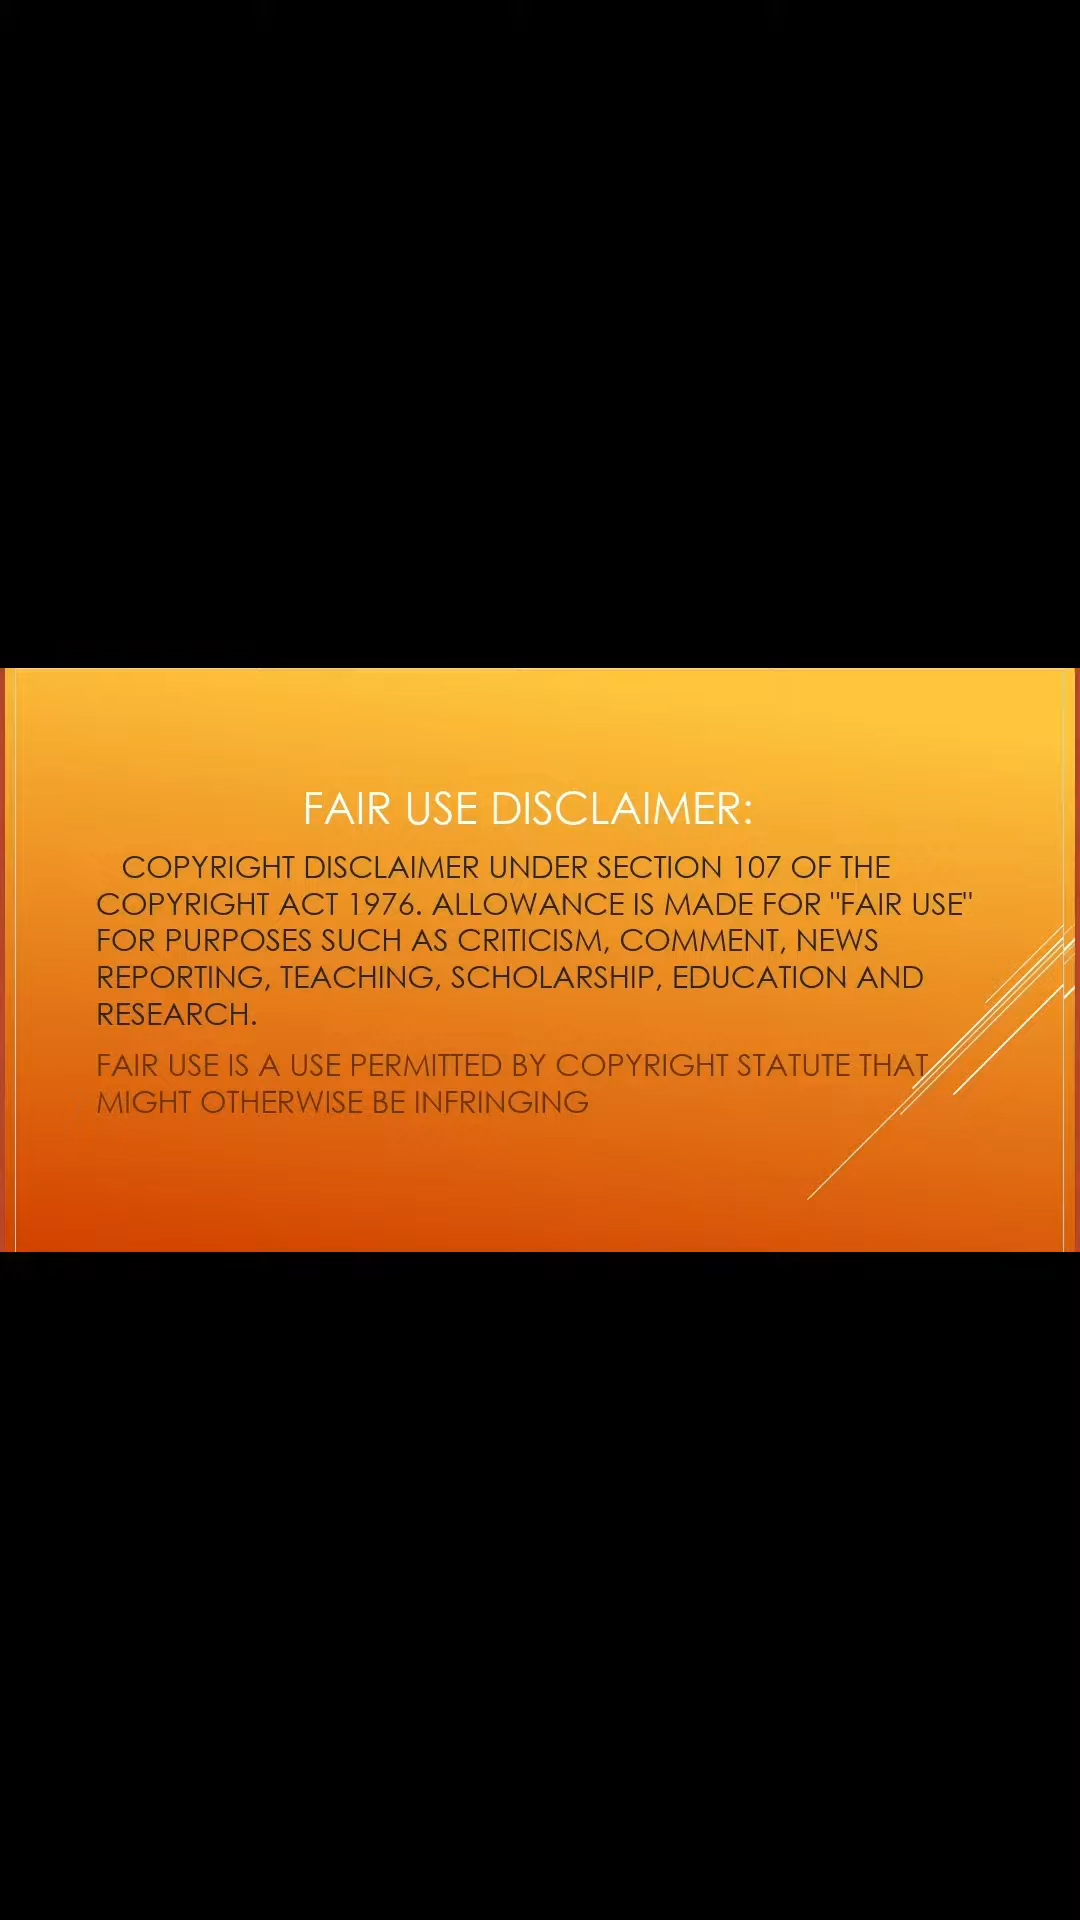 FAIR USE DISCLAIMER:
COPYRIGHT DISCLAIMER UNDER SECTION 107 OF THE
COPYRIGHT ACT 1976. ALLOWANCE IS MADE FOR "FAIR USE"
FOR PURPOSES SUCH AS CRITICISM, COMMENT, NEWS
REPORTING, TEACHING, SCHOLARSHIP, EDUCATION AND
RESEARCH.
FAIR USE IS A USE PERMITTED BY COPYRIGHT STATUTE THAT
MIGHT OTHERWISE BE INFRINGING